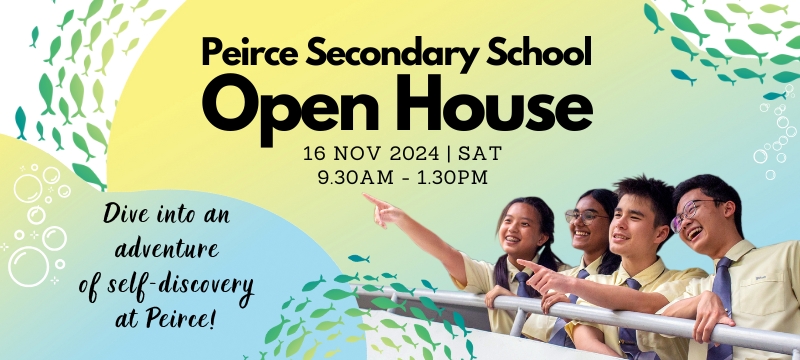 Peirce Secondary School
Open House
16 NOV 2024 | SAT
9.30AM - 1.30PM
Dive into an
adventure
of self-discovery
at Peirce!